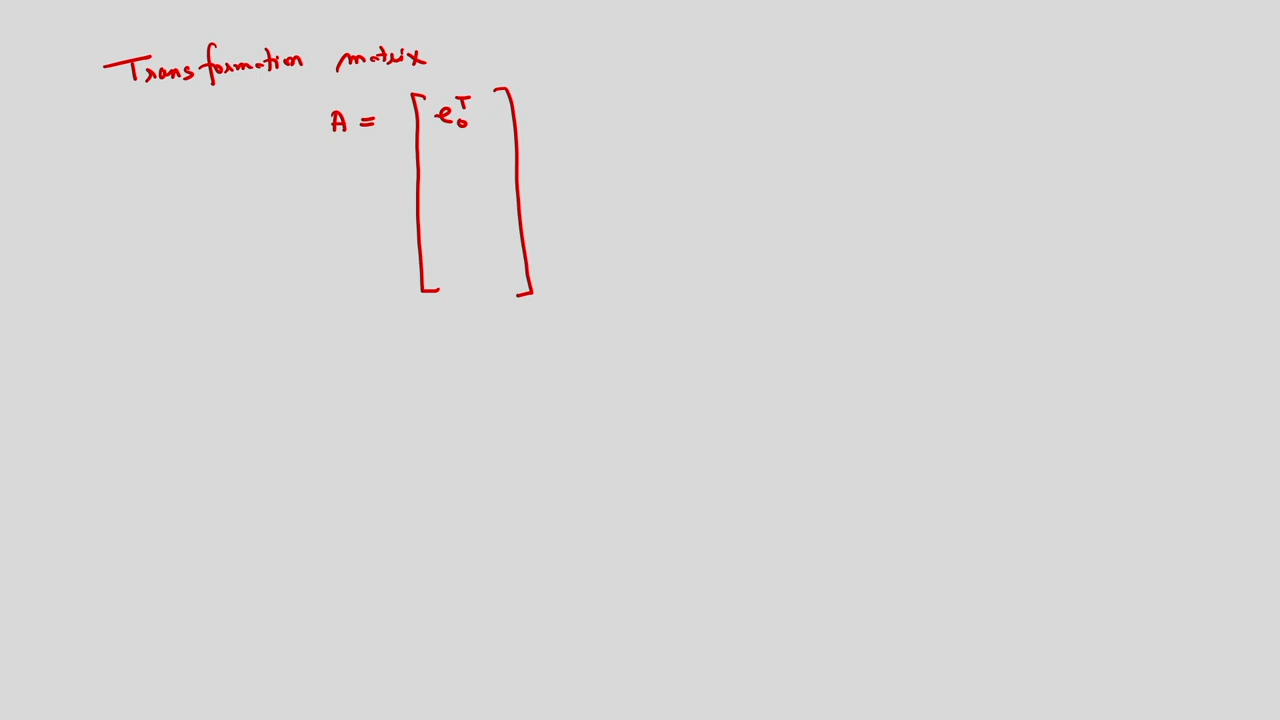 Transformation matrix
A = [ e₀ᵀ ]